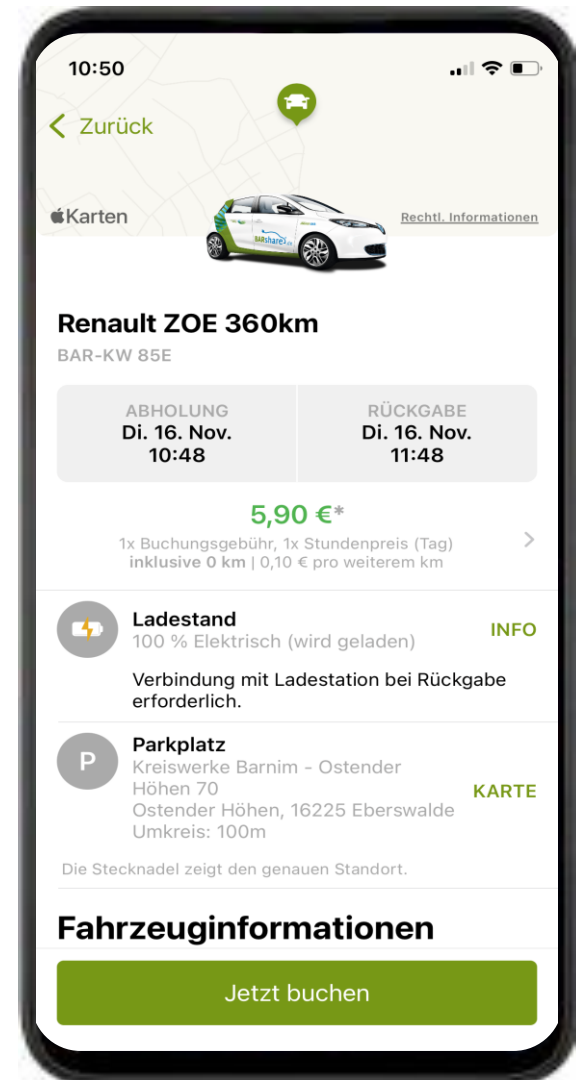 10:50
Zurück
Karten
Rechtl. Informationen
BARshare
Renault ZOE 360km
BAR-KW 85E
ABHOLUNG
Di. 16. Nov.
10:48
RÜCKGABE
Di. 16. Nov.
11:48
5,90 €*
1x Buchungsgebühr, 1x Stundenpreis (Tag)
inklusive 0 km | 0,10 € pro weiterem km
Ladestand
100 % Elektrisch (wird geladen)
INFO
Verbindung mit Ladestation bei Rückgabe
erforderlich.
P
Parkplatz
Kreiswerke Barnim – Ostender
Höhen 70
Ostender Höhen, 16225 Eberswalde
Umkreis: 100m
KARTE
Die Stecknadel zeigt den genauen Standort.
Fahrzeuginformationen
Jetzt buchen